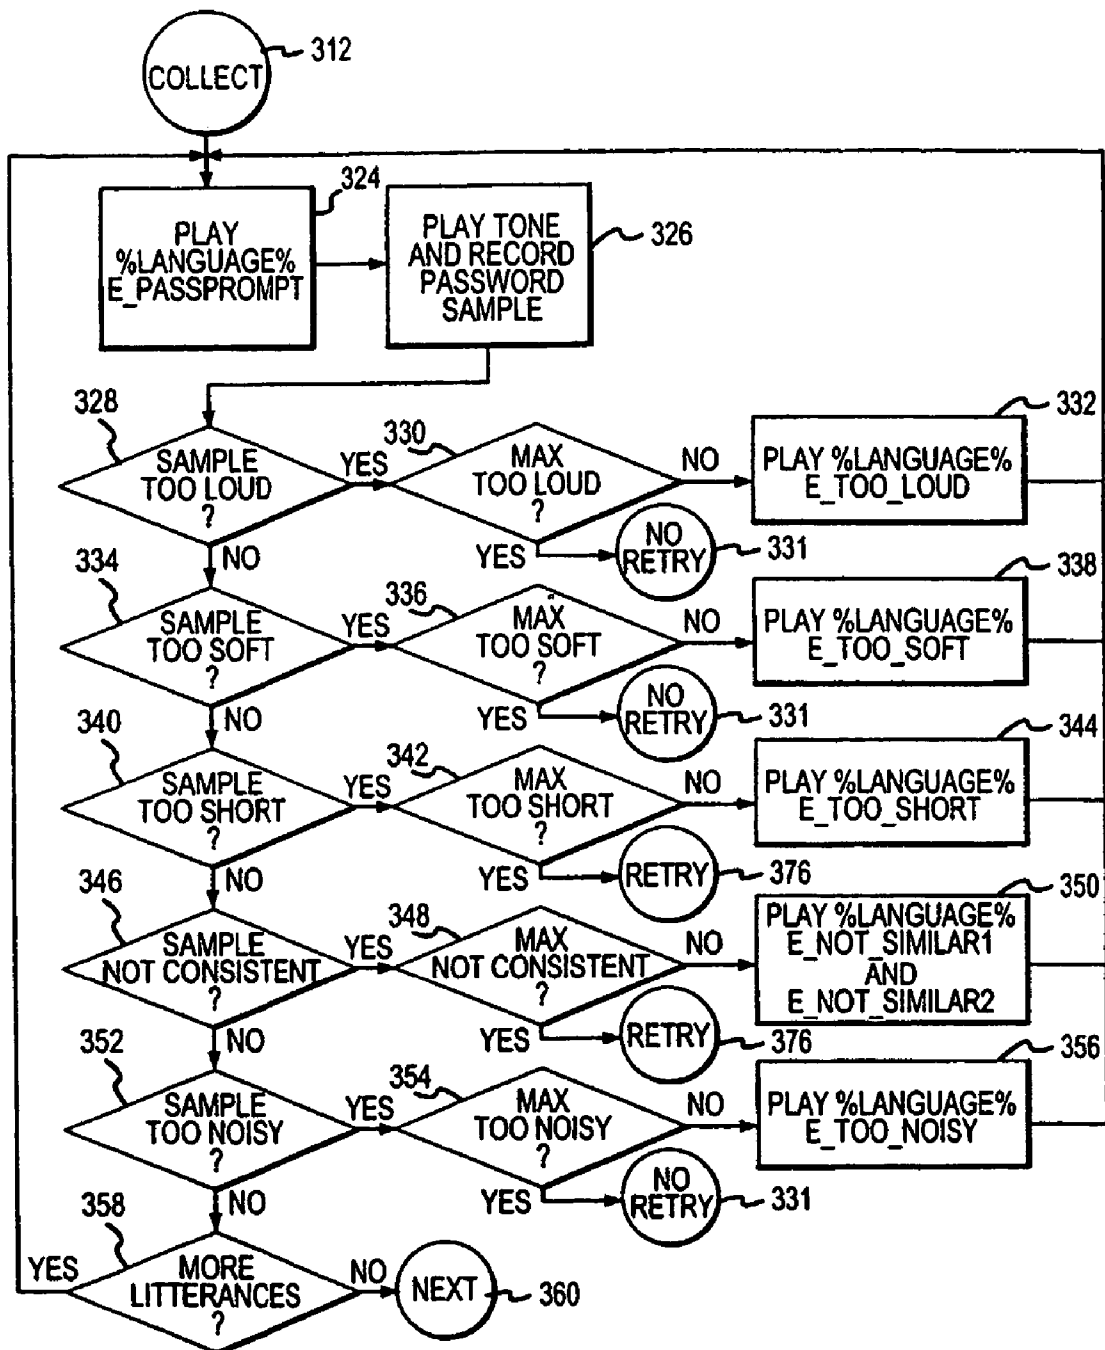 COLLECT
312
324
PLAY
%LANGUAGE%
E_PASSPROMPT
PLAY TONE
AND RECORD
PASSWORD
SAMPLE
326
328
SAMPLE
TOO LOUD
?
YES
NO
330
MAX
TOO LOUD
?
NO
YES
NO
RETRY
331
332
PLAY %LANGUAGE%
E_TOO_LOUD
334
SAMPLE
TOO SOFT
?
YES
NO
336
MAX
TOO SOFT
?
NO
YES
NO
RETRY
331
338
PLAY %LANGUAGE%
E_TOO_SOFT
340
SAMPLE
TOO SHORT
?
YES
NO
342
MAX
TOO SHORT
?
NO
YES
RETRY
376
344
PLAY %LANGUAGE%
E_TOO_SHORT
346
SAMPLE
NOT CONSISTENT
?
YES
NO
348
MAX
NOT CONSISTENT
?
NO
YES
RETRY
376
350
PLAY %LANGUAGE%
E_NOT_SIMILAR1
AND
E_NOT_SIMILAR2
352
SAMPLE
TOO NOISY
?
YES
NO
354
MAX
TOO NOISY
?
NO
YES
NO
RETRY
331
356
PLAY %LANGUAGE%
E_TOO_NOISY
358
YES
MORE
LITTERANCES
?
NO
NEXT
360